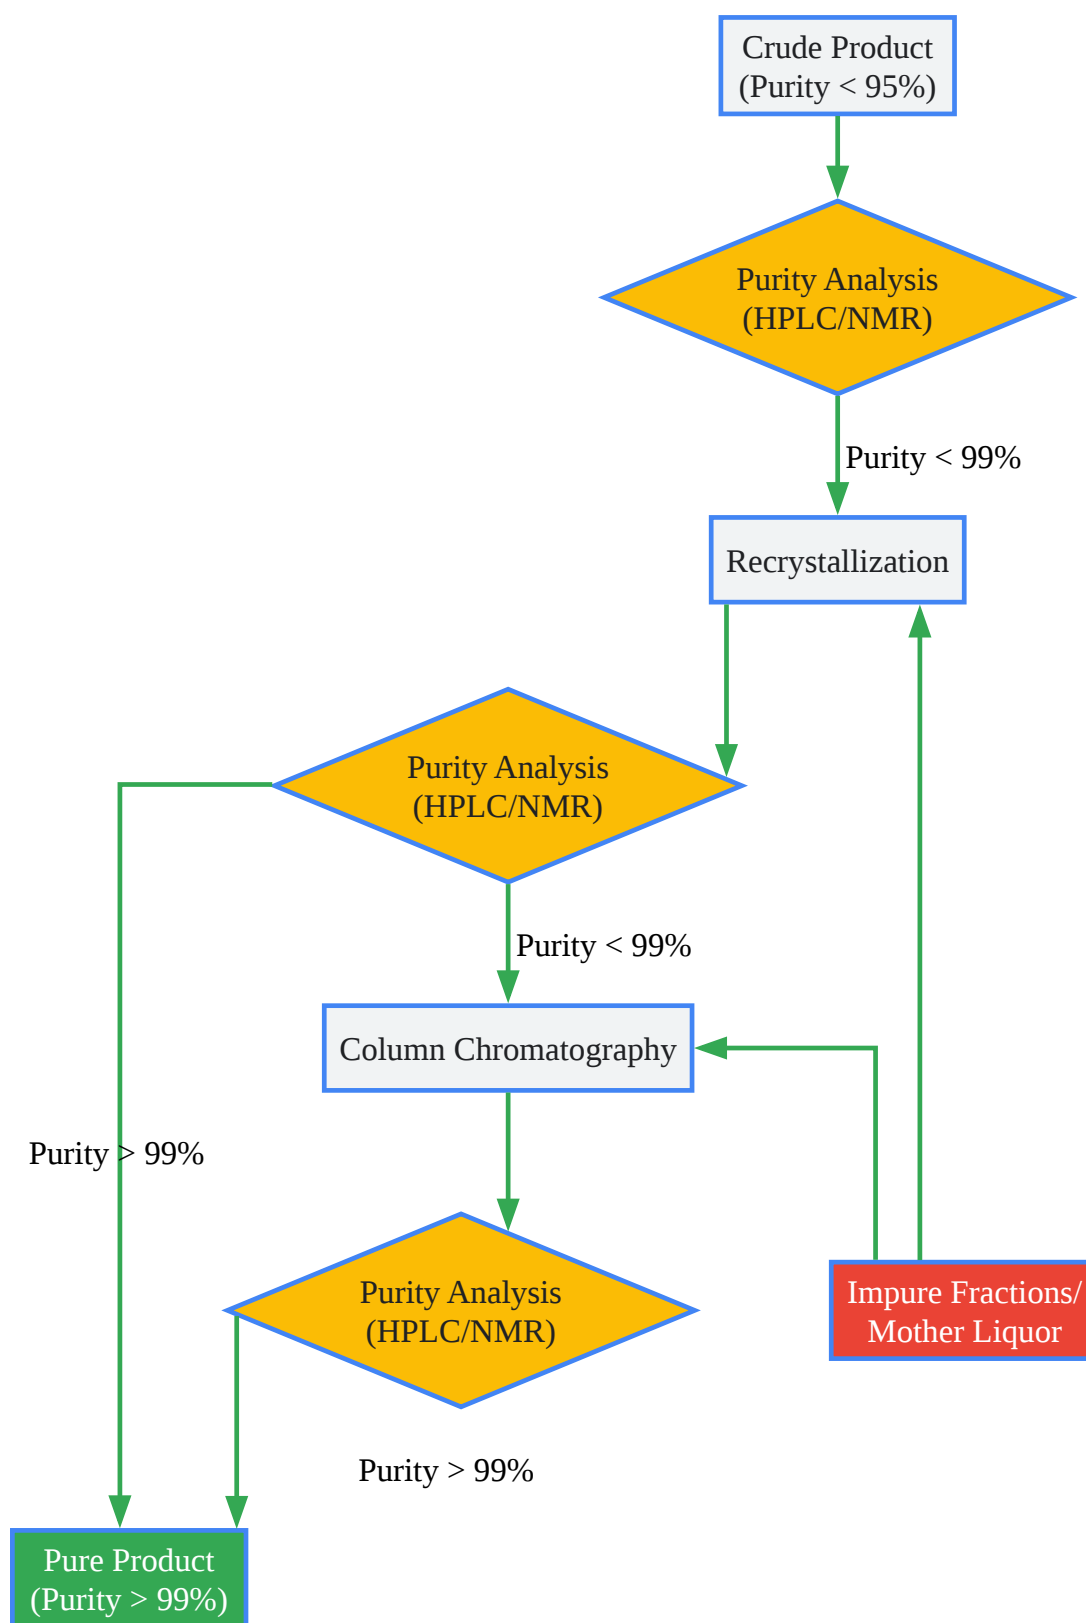 Crude Product
(Purity < 95%)
Purity Analysis
(HPLC/NMR)
Purity < 99%
Recrystallization
Purity Analysis
(HPLC/NMR)
Purity < 99%
Column Chromatography
Purity > 99%
Purity Analysis
(HPLC/NMR)
Impure Fractions/
Mother Liquor
Purity > 99%
Pure Product
(Purity > 99%)